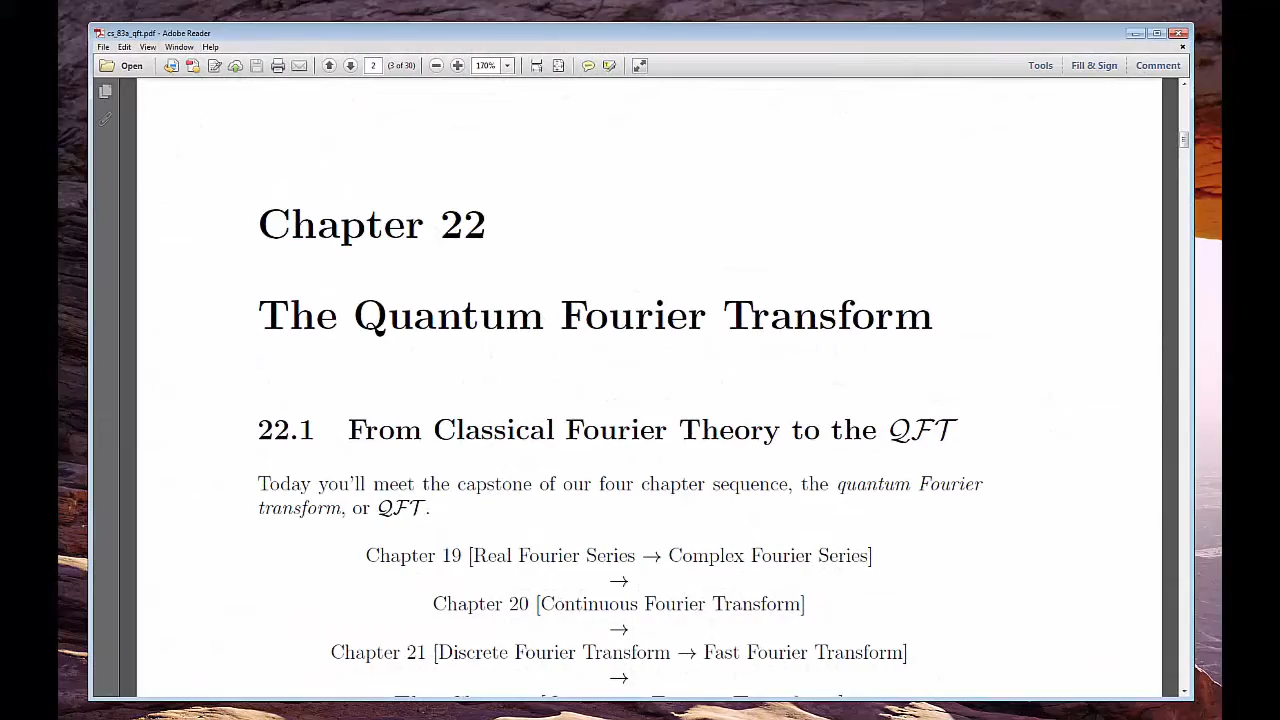 cs_83a_qft.pdf - Adobe Reader
File Edit View Window Help
Open 2 (3 of 30) 170% Tools Fill & Sign Comment
Chapter 22
The Quantum Fourier Transform
22.1 From Classical Fourier Theory to the QFT
Today you'll meet the capstone of our four chapter sequence, the quantum Fourier
transform, or QFT.
Chapter 19 [Real Fourier Series → Complex Fourier Series]
→
Chapter 20 [Continuous Fourier Transform]
→
Chapter 21 [Discrete Fourier Transform → Fast Fourier Transform]
→